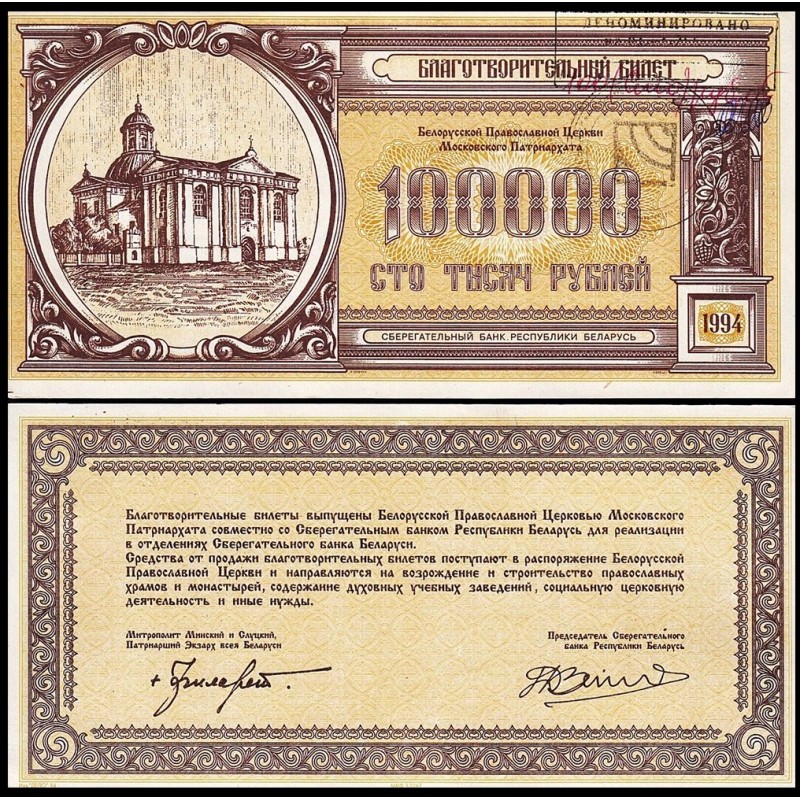 ДЕНОМИНИРОВАНО
БЛАГОТВОРИТЕЛЬНЫЙ БИЛЕТ
Белорусской Православной Церкви
Московского Патриархата
100000
СТО ТЫСЯЧ РУБЛЕЙ
1994
СБЕРЕГАТЕЛЬНЫЙ БАНК РЕСПУБЛИКИ БЕЛАРУСЬ
Благотворительные билеты выпущены Белорусской Православной Церковью Московского
Патриархата совместно со Сберегательным банком Республики Беларусь для реализации
в отделениях Сберегательного банка Беларуси.
Средства от продажи благотворительных билетов поступают в распоряжение Белорусской
Православной Церкви и направляются на возрождение и строительство православных
храмов и монастырей, содержание духовных учебных заведений, социальную церковную
деятельность и иные нужды.
Митрополит Минский и Слуцкий,
Патриарший Экзарх всея Беларуси
Председатель Сберегательного
банка Республики Беларусь
+ Филарет.